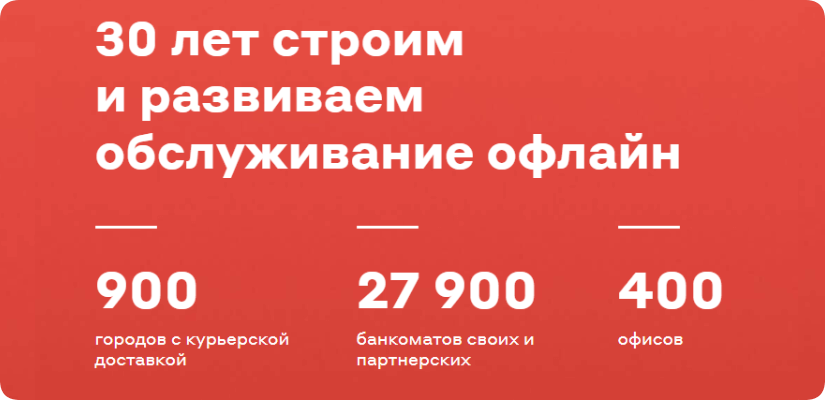 30 лет строим
и развиваем
обслуживание офлайн
900
городов с курьерской
доставкой
27 900
банкоматов своих и
партнерских
400
офисов